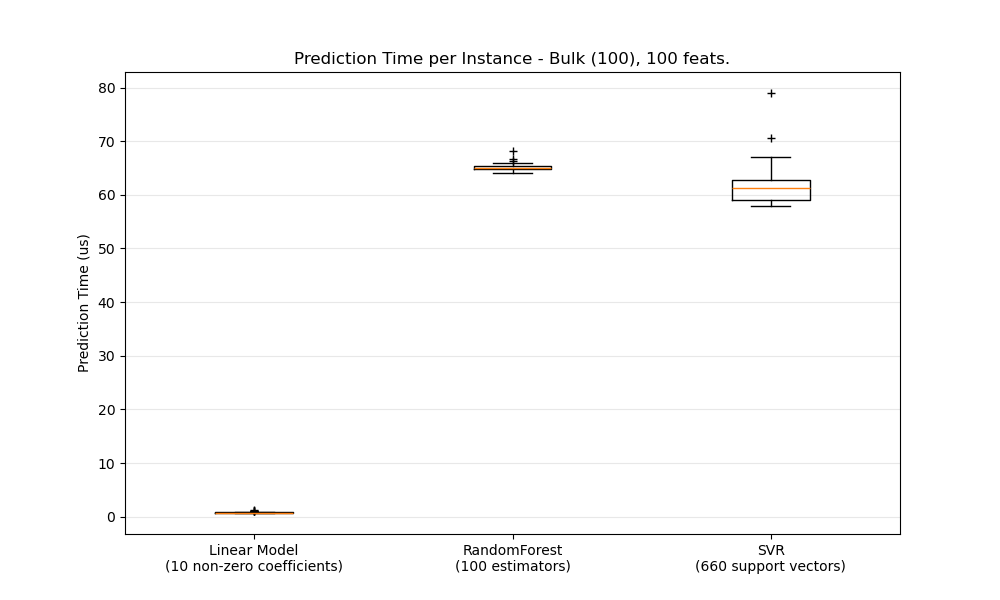 Prediction Time per Instance - Bulk (100), 100 feats.
80
70
60
50
40
30
20
10
0
Prediction Time (us)
Linear Model
(10 non-zero coefficients)
RandomForest
(100 estimators)
SVR
(660 support vectors)